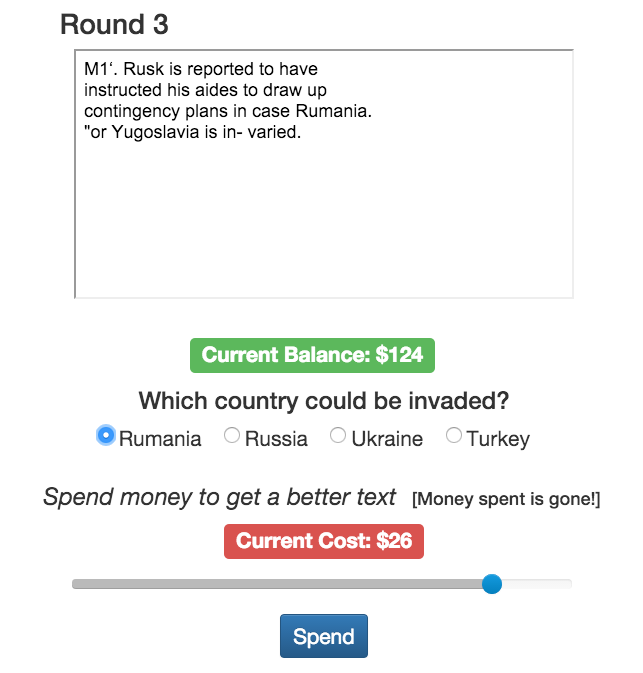 Round 3
M1‘. Rusk is reported to have
instructed his aides to draw up
contingency plans in case Rumania.
"or Yugoslavia is in- varied.
Current Balance: $124
Which country could be invaded?
Rumania Russia Ukraine Turkey
Spend money to get a better text [Money spent is gone!]
Current Cost: $26
Spend